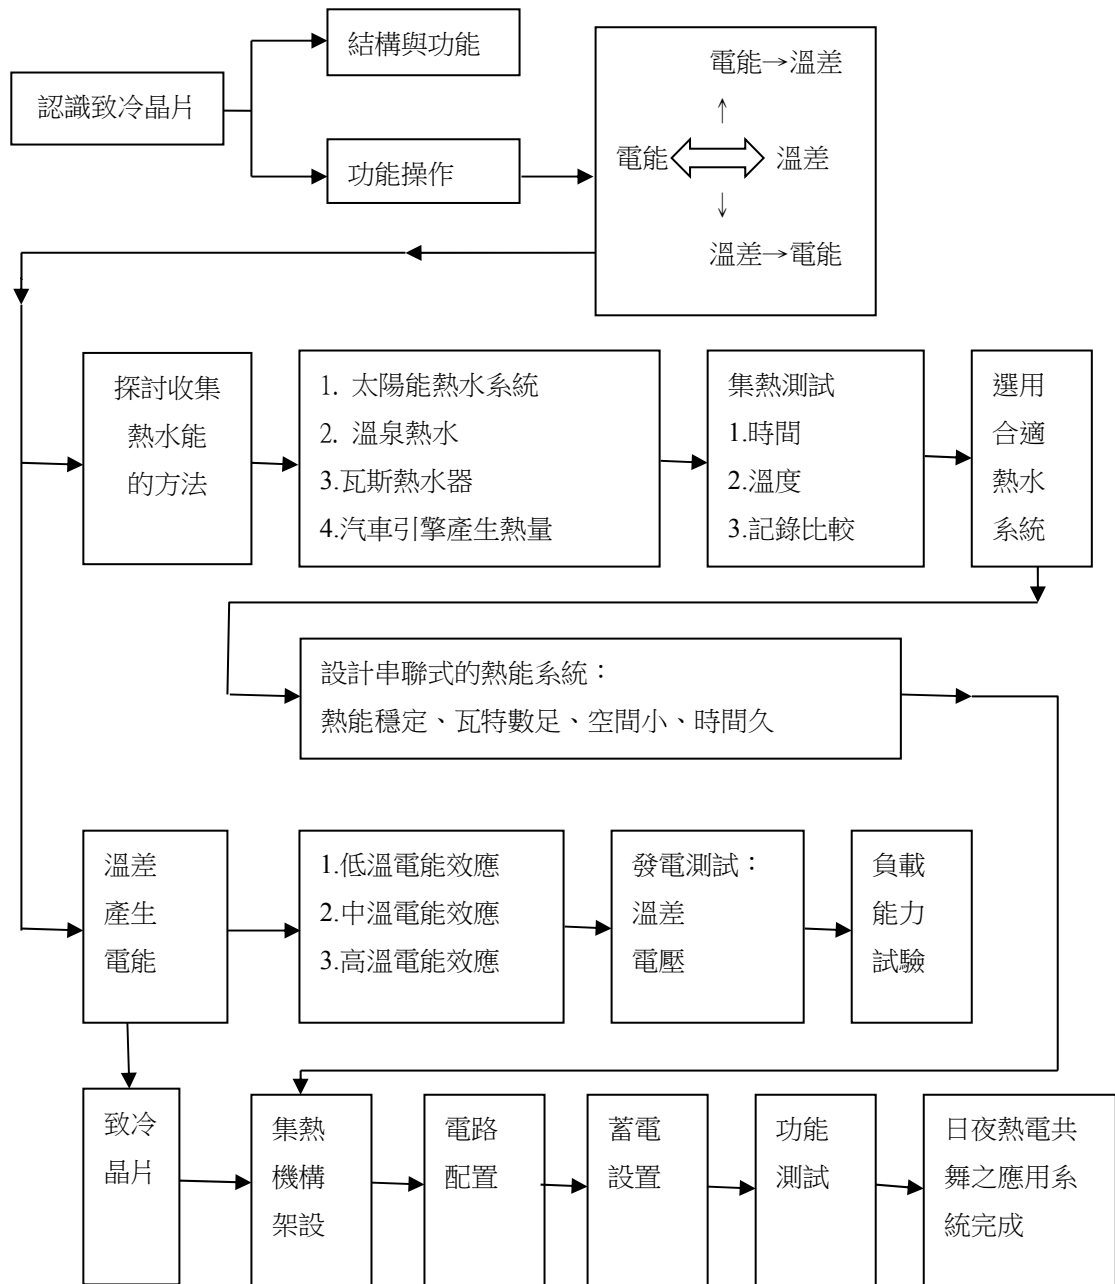 認識致冷晶片
結構與功能
功能操作
電能→溫差
↑
電能 溫差
↓
溫差→電能
探討收集
熱水能
的方法
1. 太陽能熱水系統
2. 溫泉熱水
3.瓦斯熱水器
4.汽車引擎產生熱量
集熱測試
1.時間
2.溫度
3.記錄比較
選用
合適
熱水
系統
設計串聯式的熱能系統：
熱能穩定、瓦特數足、空間小、時間久
溫差
產生
電能
1.低溫電能效應
2.中溫電能效應
3.高溫電能效應
發電測試：
溫差
電壓
負載
能力
試驗
致冷
晶片
集熱
機構
架設
電路
配置
蓄電
設置
功能
測試
日夜熱電共
舞之應用系
統完成